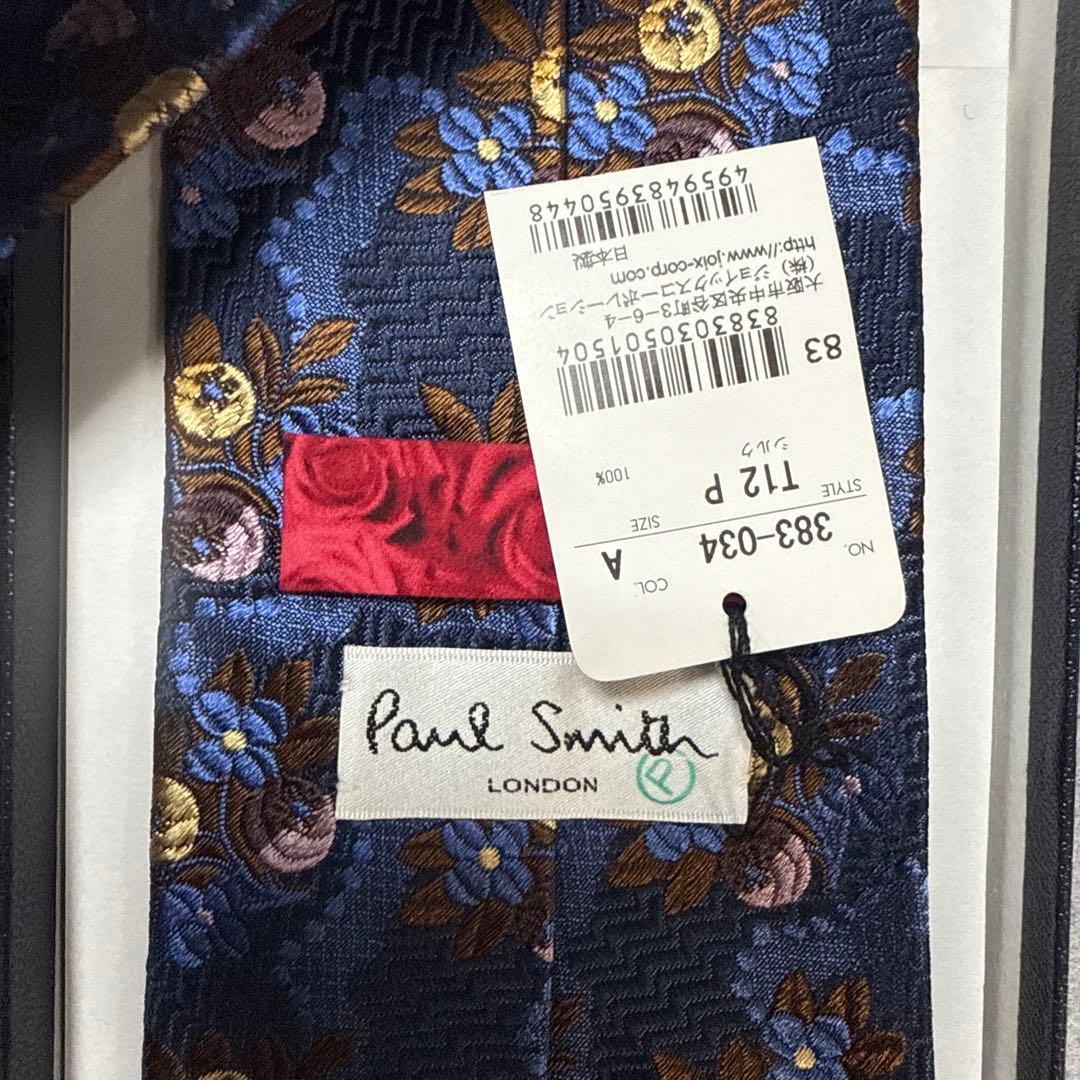 Paul Smith
LONDON
P
NO. 383-034 COL. A
STYLE T12 P SIZE
シルク 100%
83
8383030501504
大阪市中央区谷町3-6-4
(株)ジョイックスコーポレーション
http://www.joix-corp.com
日本製
4959483950448